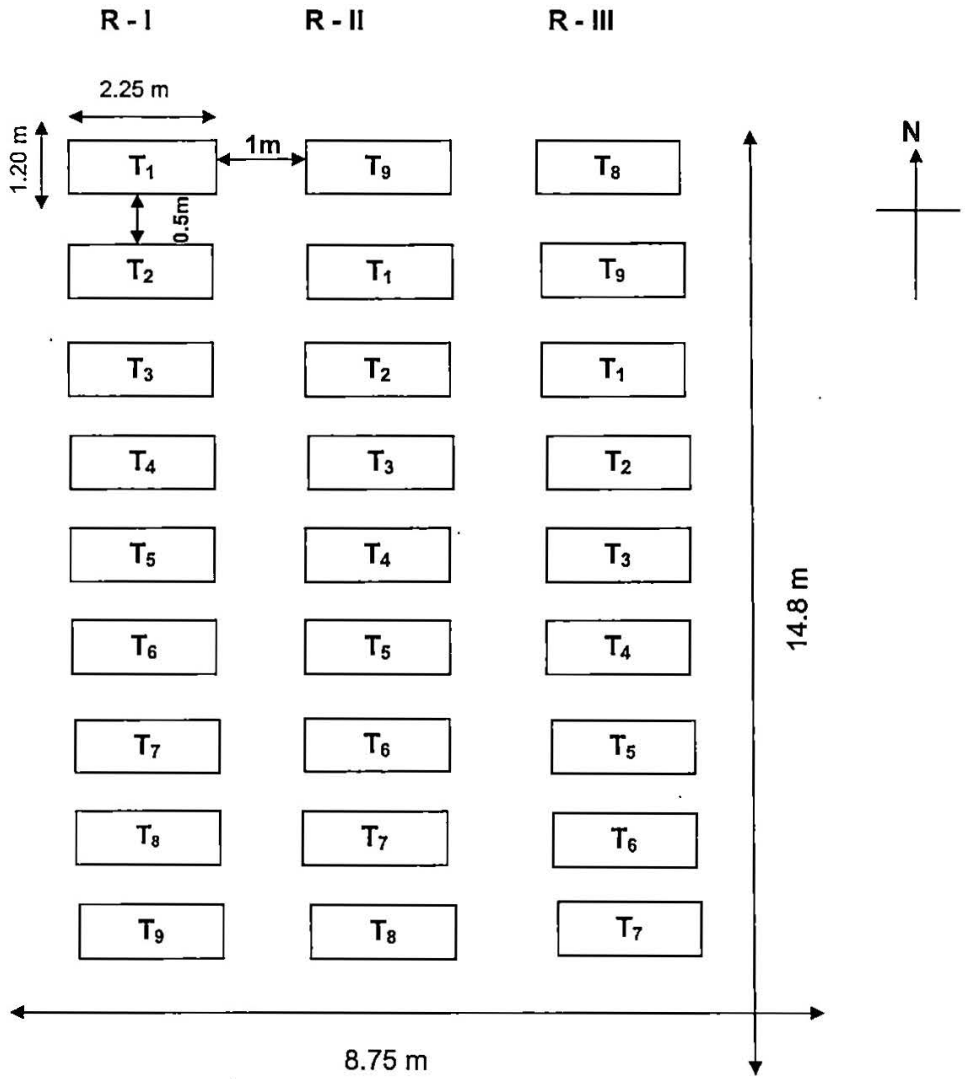 R - I R - II R - III
2.25 m
1.20 m
1m
N
T₁ T₉ T₈
0.5m
T₂ T₁ T₉
T₃ T₂ T₁
T₄ T₃ T₂
T₅ T₄ T₃
14.8 m
T₆ T₅ T₄
T₇ T₆ T₅
T₈ T₇ T₆
T₉ T₈ T₇
8.75 m